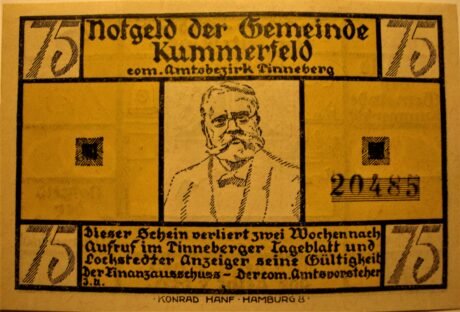 75 Notgeld der Gemeinde 75
Kummerfeld
com. Amtsbezirk Pinneberg
20485
Dieser Schein verliert zwei Wochen nach
Aufruf im Pinneberger Tageblatt und
Lockstedter Anzeiger seine Gültigkeit
Der Finanzausschuss - Der com. Amtsvorsteher
75 75
KONRAD HANF · HAMBURG 8